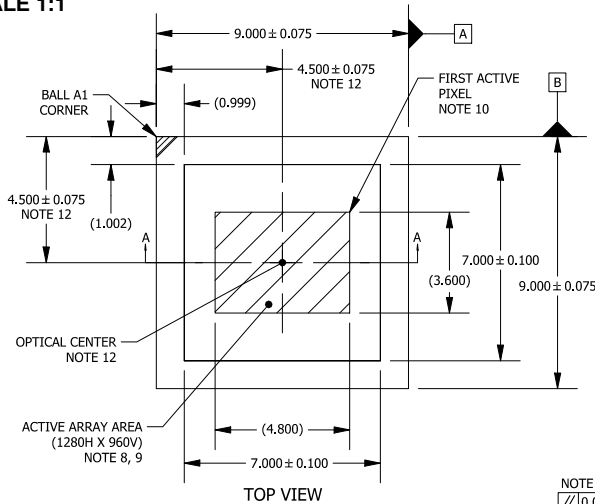 ALE 1:1
9.000 ± 0.075
A
4.500 ± 0.075
NOTE 12
FIRST ACTIVE
PIXEL
NOTE 10
B
BALL A1
CORNER
(0.999)
4.500 ± 0.075
NOTE 12
(1.002)
A
A
(3.600)
7.000 ± 0.100
9.000 ± 0.075
OPTICAL CENTER
NOTE 12
ACTIVE ARRAY AREA
(1280H X 960V)
NOTE 8, 9
(4.800)
7.000 ± 0.100
TOP VIEW
NOTE
// 0.0